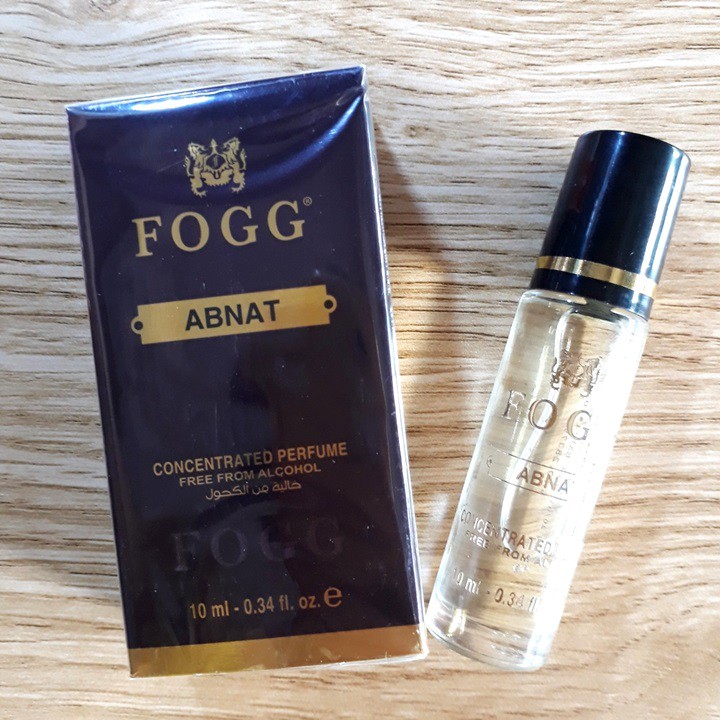 FOGG®
ABNAT
CONCENTRATED PERFUME
FREE FROM ALCOHOL
خالية من الكحول
FOGG
10 ml - 0.34 fl. oz. e
FOG
ABNA
CONCENTRATED
FREE FROM ALCO
10 ml - 0.34 fl